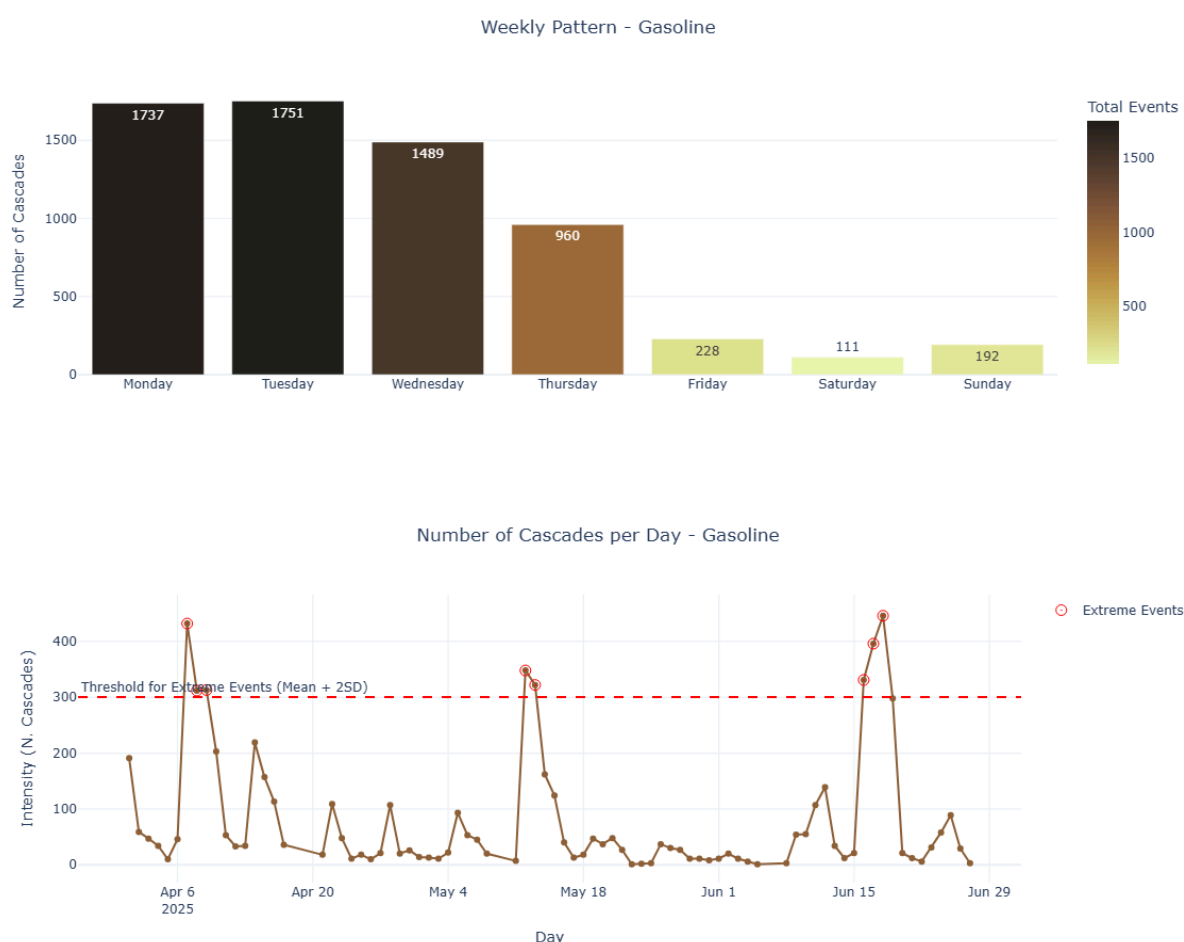 Weekly Pattern - Gasoline
Total Events
1737
1751
1489
960
228
111
192
1500
1000
500
0
Number of Cascades
Monday
Tuesday
Wednesday
Thursday
Friday
Saturday
Sunday
1500
1000
500
Number of Cascades per Day - Gasoline
Extreme Events
Threshold for Extreme Events (Mean + 2SD)
400
300
200
100
0
Intensity (N. Cascades)
Apr 6
2025
Apr 20
May 4
May 18
Jun 1
Jun 15
Jun 29
Day